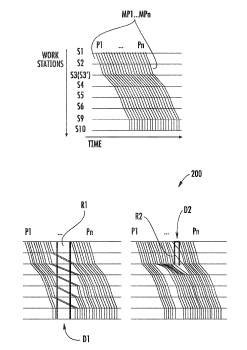 MP1...MPn
P1 ... Pn
WORK
STATIONS
S1
S2
S3(S3')
S4
S5
S6
S9
S10
TIME
200
R1
D2
P1 ... Pn
R2
P1 ... Pn
D1